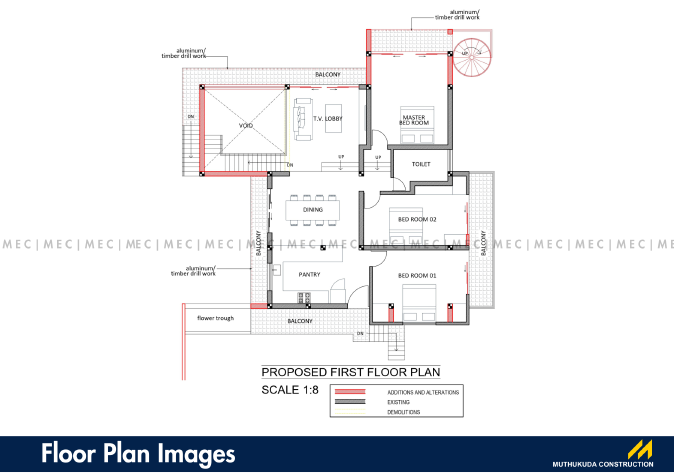 aluminum/
timber drill work
aluminum/
timber drill work
UP
BALCONY
DN
VOID
T.V. LOBBY
MASTER
BED ROOM
DN
UP
UP
TOILET
DINING
BED ROOM 02
BALCONY
BALCONY
MEC|MEC|MEC|MEC|MEC|MEC|MEC|MEC|MEC|MEC|MEC|MEC|MEC|MEC|MEC|MEC|ME
aluminum/
timber drill work
PANTRY
BED ROOM 01
flower trough
BALCONY
DN
PROPOSED FIRST FLOOR PLAN
SCALE 1:8
ADDITIONS AND ALTERATIONS
EXISTING
DEMOLITIONS
Floor Plan Images
MUTHUKUDA CONSTRUCTION